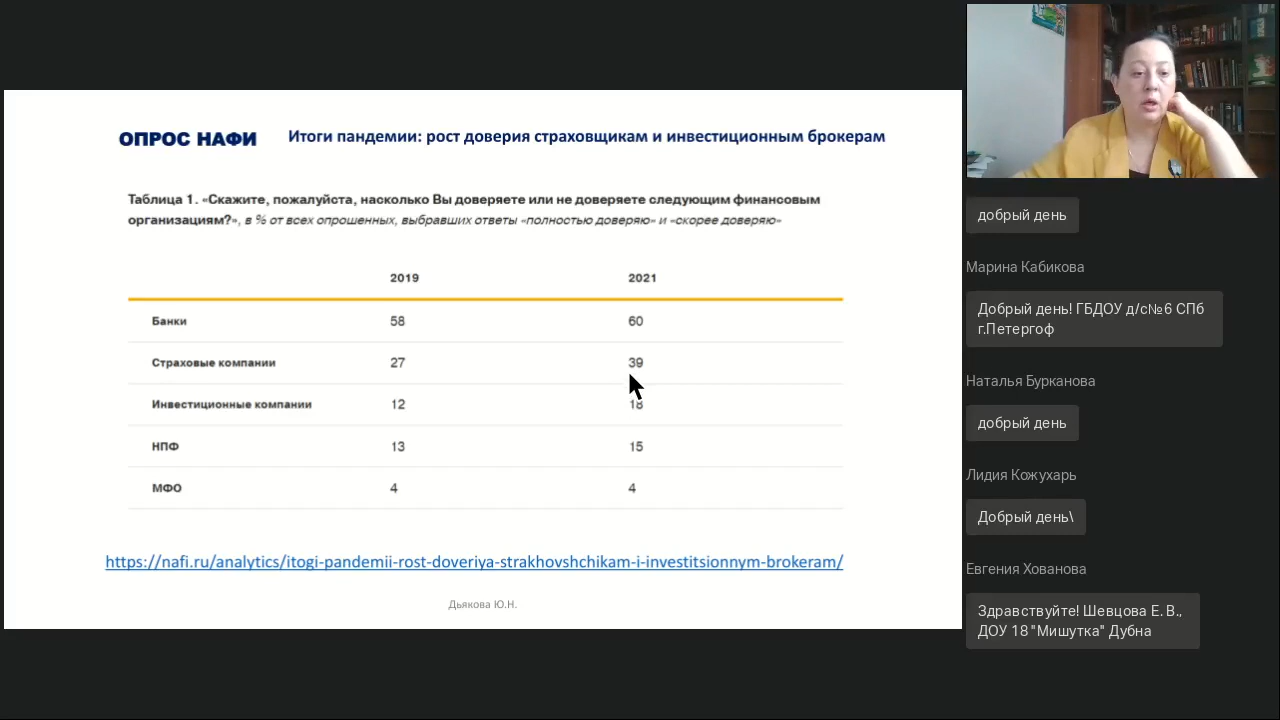 ОПРОС НАФИ
Итоги пандемии: рост доверия страховщикам и инвестиционным брокерам
Таблица 1. «Скажите, пожалуйста, насколько Вы доверяете или не доверяете следующим финансовым
организациям?», в % от всех опрошенных, выбравших ответы «полностью доверяю» и «скорее доверяю»
2019 2021
Банки 58 60
Страховые компании 27 39
Инвестиционные компании 12 18
НПФ 13 15
МФО 4 4
https://nafi.ru/analytics/itogi-pandemii-rost-doveriya-strakhovshchikam-i-investitsionnym-brokeram/
Дьякова Ю.Н.
добрый день
Марина Кабикова
Добрый день! ГБДОУ д/с№6 СПб
г.Петергоф
Наталья Бурканова
добрый день
Лидия Кожухарь
Добрый день\
Евгения Хованова
Здравствуйте! Шевцова Е. В.,
ДОУ 18 "Мишутка" Дубна